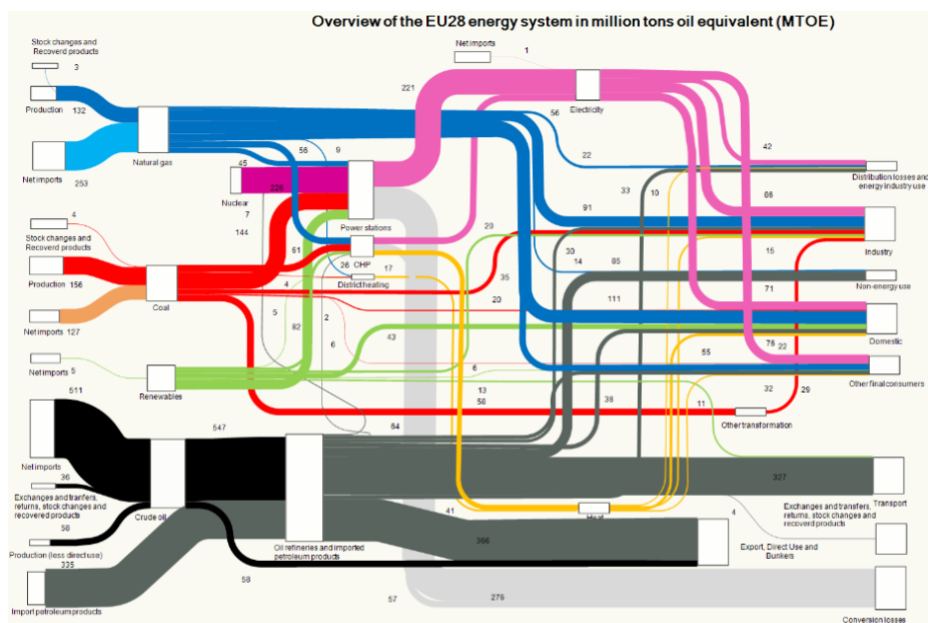 Overview of the EU28 energy system in million tons oil equivalent (MTOE)
Stock changes and
Recoverd products
3
Net imports
1
Production
132
221
Electricity
56
Natural gas
56
9
22
42
Net imports
253
45
Distribution losses and
energy industry use
Nuclear
226
33
10
86
7
4
144
Power stations
91
Stock changes and
Recoverd products
29
Industry
61
CHP
30
15
Production
156
26
17
14
85
Coal
4
District heating
35
71
Non-energy use
20
111
Net imports
127
5
2
82
43
78
22
Domestic
6
55
Net imports
5
6
Other final consumers
Renewables
13
58
32
29
511
38
11
Other transformation
547
84
Net imports
327
36
Transport
Exchanges and tranfers,
returns, stock changes and
recovered products
Crude oil
41
Heat
4
Exchanges and transfers,
returns, stock changes and
recoverd products
58
Production (less direct use)
Oil refineries and imported
petroleum products
366
Export, Direct Use and
Bunkers
335
58
Import petroleum products
57
276
Conversion losses